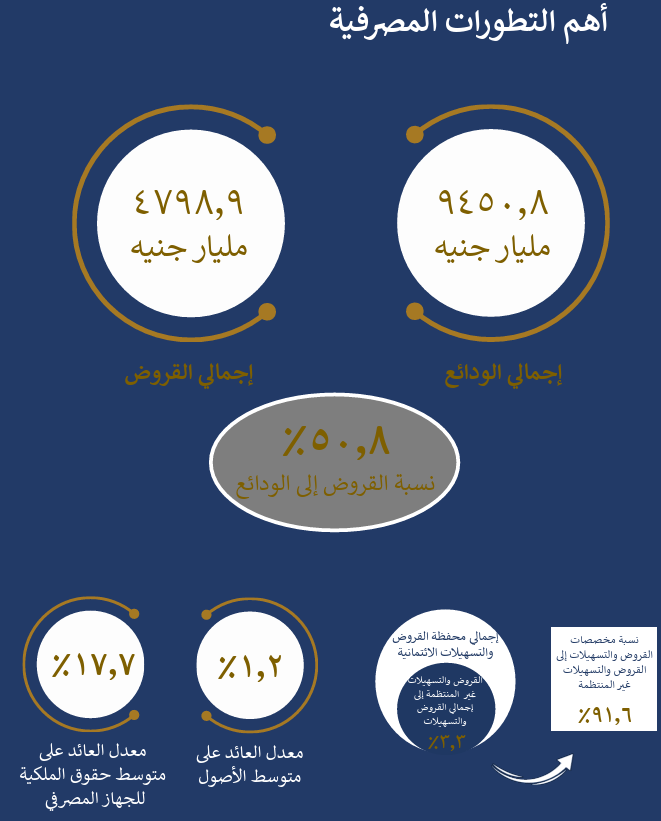 أهم التطورات المصرفية
٩٤٥٠,٨
مليار جنيه
إجمالي الودائع
٤٧٩٨,٩
مليار جنيه
إجمالي القروض
٥٠,٨٪
نسبة القروض إلى الودائع
نسبة مخصصات
القروض والتسهيلات إلى
القروض والتسهيلات
غير المنتظمة
٩١,٦٪
إجمالي محفظة القروض
والتسهيلات الائتمانية
القروض والتسهيلات
غير المنتظمة إلى
إجمالي القروض
والتسهيلات
٣,٣٪
١,٢٪
معدل العائد على
متوسط الأصول
١٧,٧٪
معدل العائد على
متوسط حقوق الملكية
للجهاز المصرفي